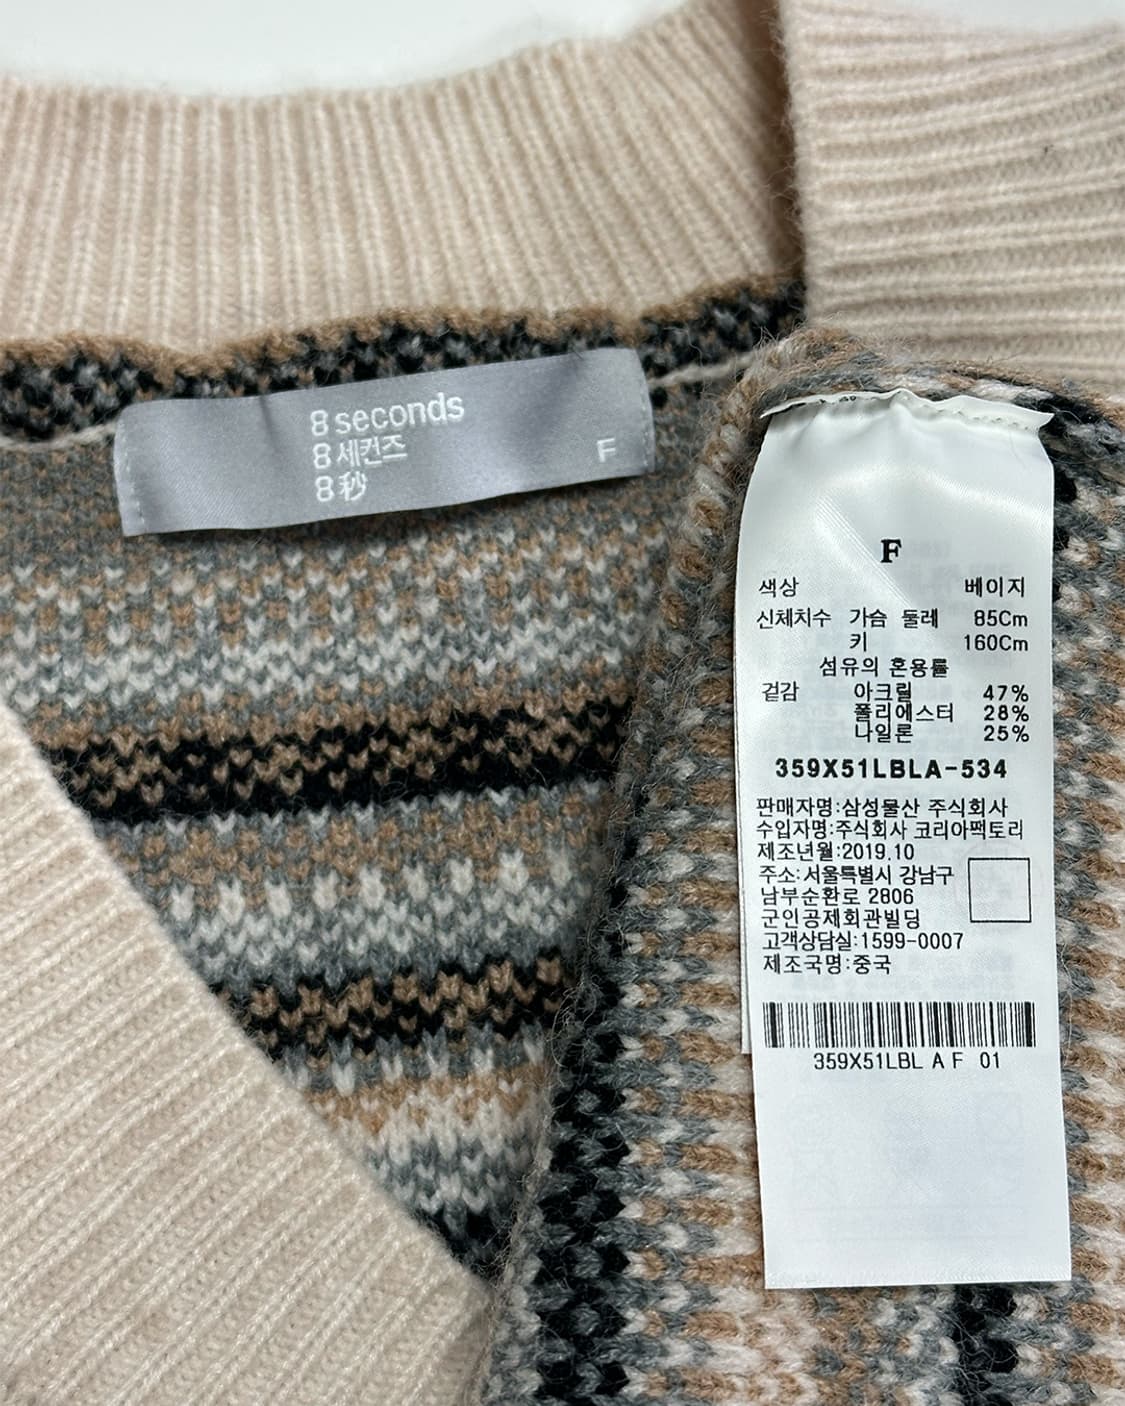 8 seconds
8 세컨즈 F
8 秒
F
색상 베이지
신체치수 가슴 둘레 85Cm
키 160Cm
섬유의 혼용률
겉감 아크릴 47%
폴리에스터 28%
나일론 25%
359X51LBLA-534
판매자명:삼성물산 주식회사
수입자명:주식회사 코리아팩토리
제조년월:2019.10
주소:서울특별시 강남구
남부순환로 2806
군인공제회관빌딩
고객상담실:1599-0007
제조국명:중국
359X51LBL A F 01